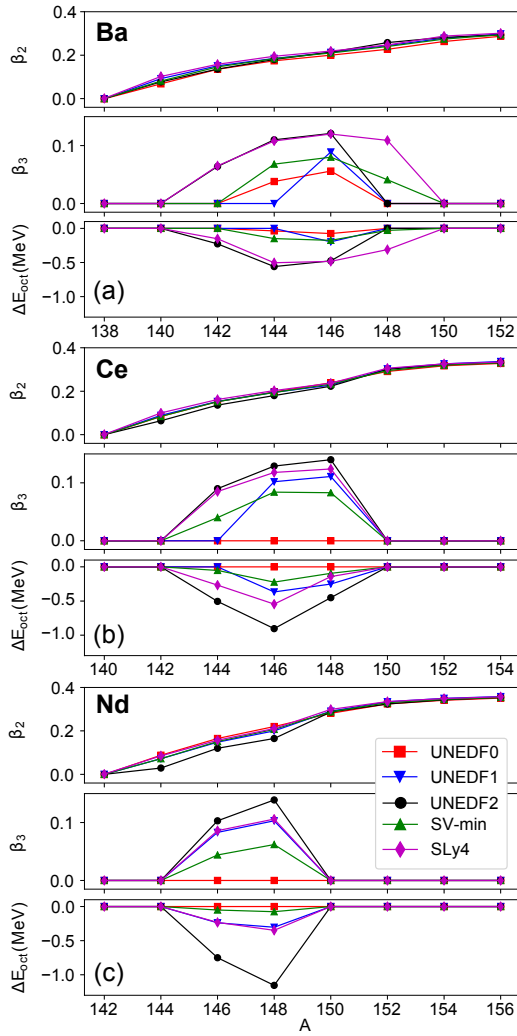 Ba
β₂
0.4
0.2
0.0
β₃
0.1
0.0
ΔE_oct(MeV)
0.0
−0.5
−1.0
(a)
138 140 142 144 146 148 150 152
Ce
β₂
0.4
0.2
0.0
β₃
0.1
0.0
ΔE_oct(MeV)
0.0
−0.5
−1.0
(b)
140 142 144 146 148 150 152 154
Nd
β₂
0.4
0.2
0.0
UNEDF0
UNEDF1
UNEDF2
SV-min
SLy4
β₃
0.1
0.0
ΔE_oct(MeV)
0.0
−0.5
−1.0
(c)
142 144 146 148 150 152 154 156
A